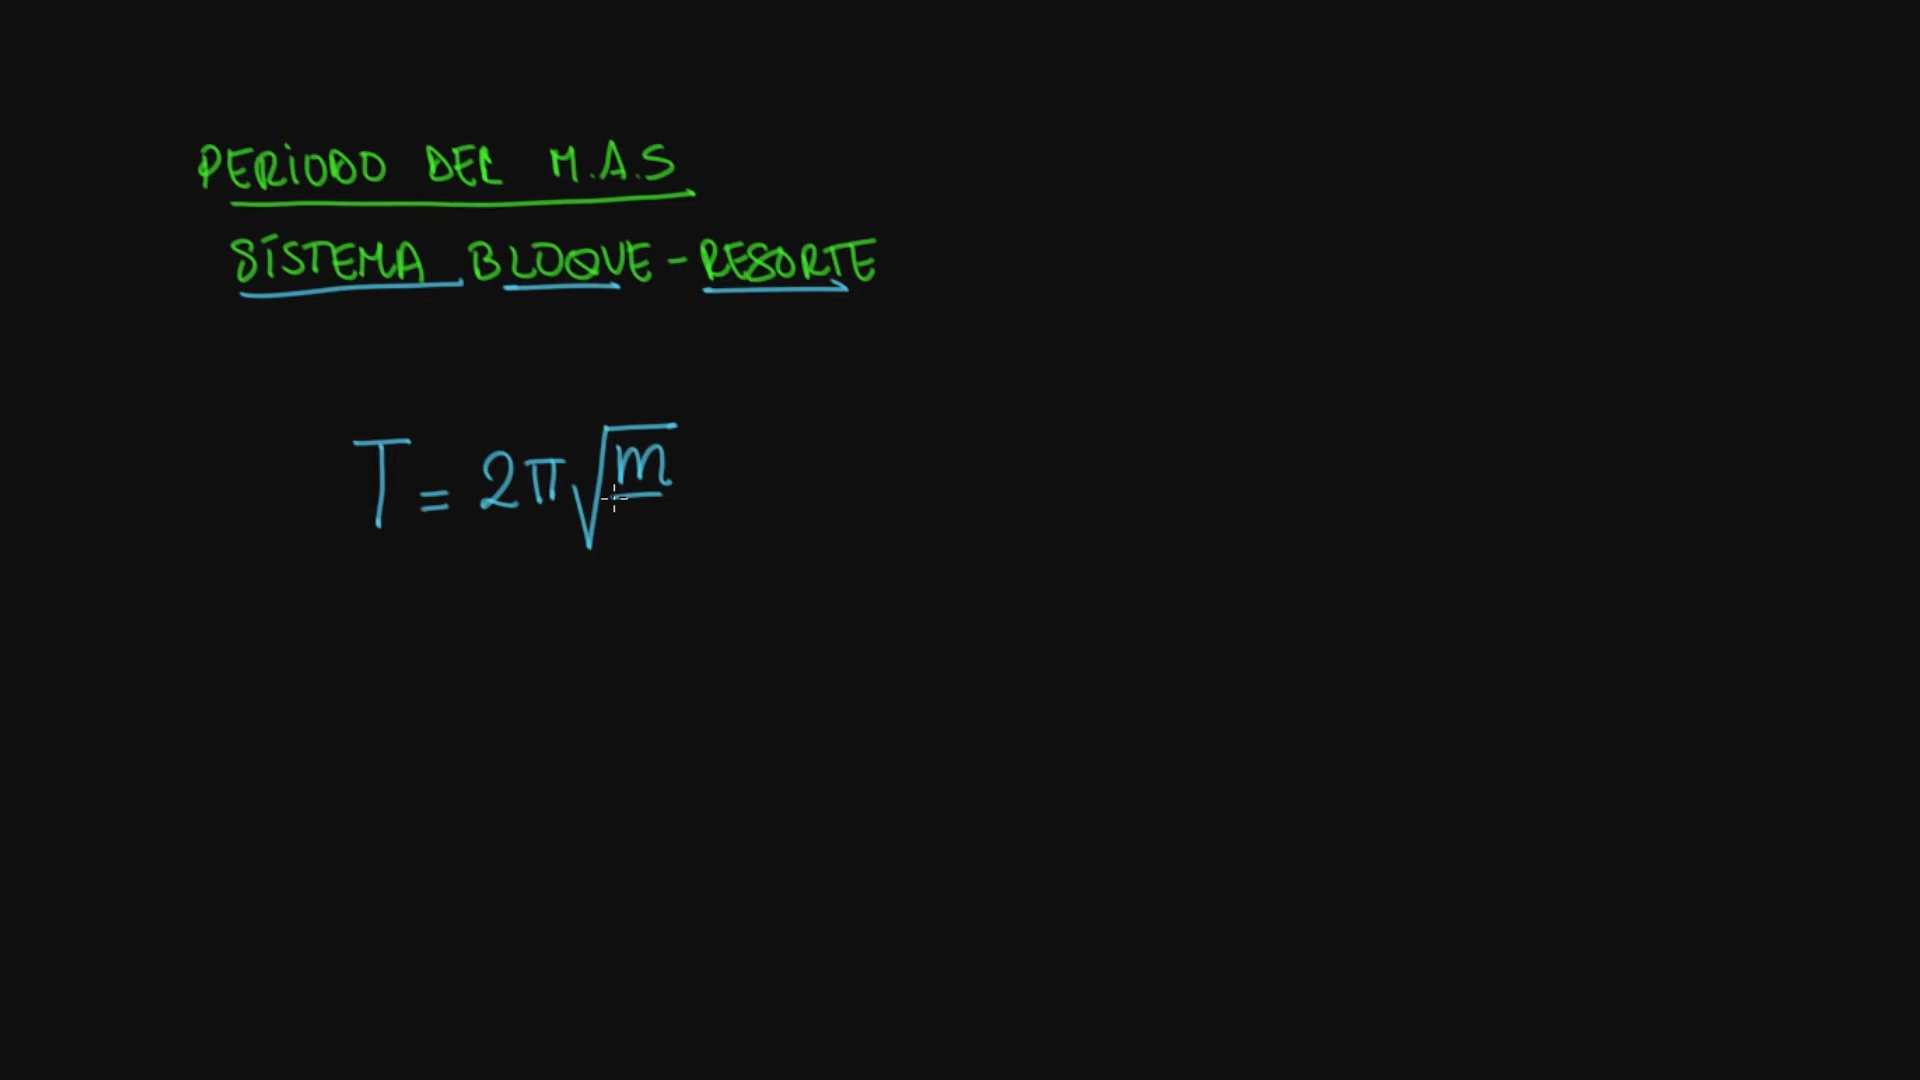 PERIODO DEL M.A.S
SISTEMA BLOQUE - RESORTE
T = 2π√m